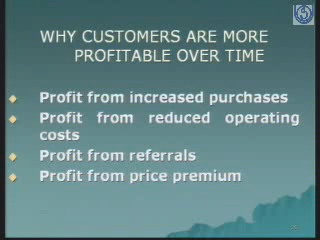 WHY CUSTOMERS ARE MORE
PROFITABLE OVER TIME
Profit from increased purchases
Profit from reduced operating
costs
Profit from referrals
Profit from price premium